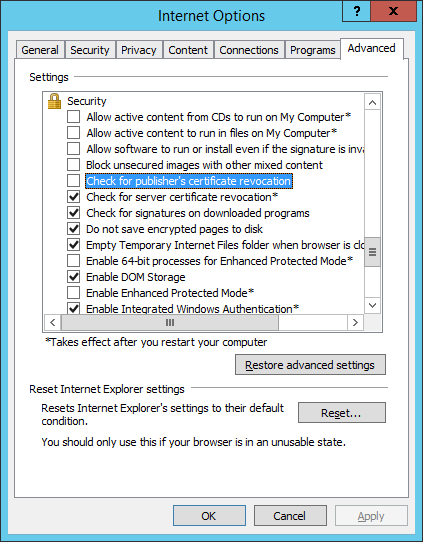 Internet Options
?
x
General Security Privacy Content Connections Programs Advanced
Settings
Security
Allow active content from CDs to run on My Computer*
Allow active content to run in files on My Computer*
Allow software to run or install even if the signature is inva
Block unsecured images with other mixed content
Check for publisher's certificate revocation
Check for server certificate revocation*
Check for signatures on downloaded programs
Do not save encrypted pages to disk
Empty Temporary Internet Files folder when browser is clo
Enable 64-bit processes for Enhanced Protected Mode*
Enable DOM Storage
Enable Enhanced Protected Mode*
Enable Integrated Windows Authentication*
*Takes effect after you restart your computer
Restore advanced settings
Reset Internet Explorer settings
Resets Internet Explorer's settings to their default
condition.
Reset...
You should only use this if your browser is in an unusable state.
OK Cancel Apply